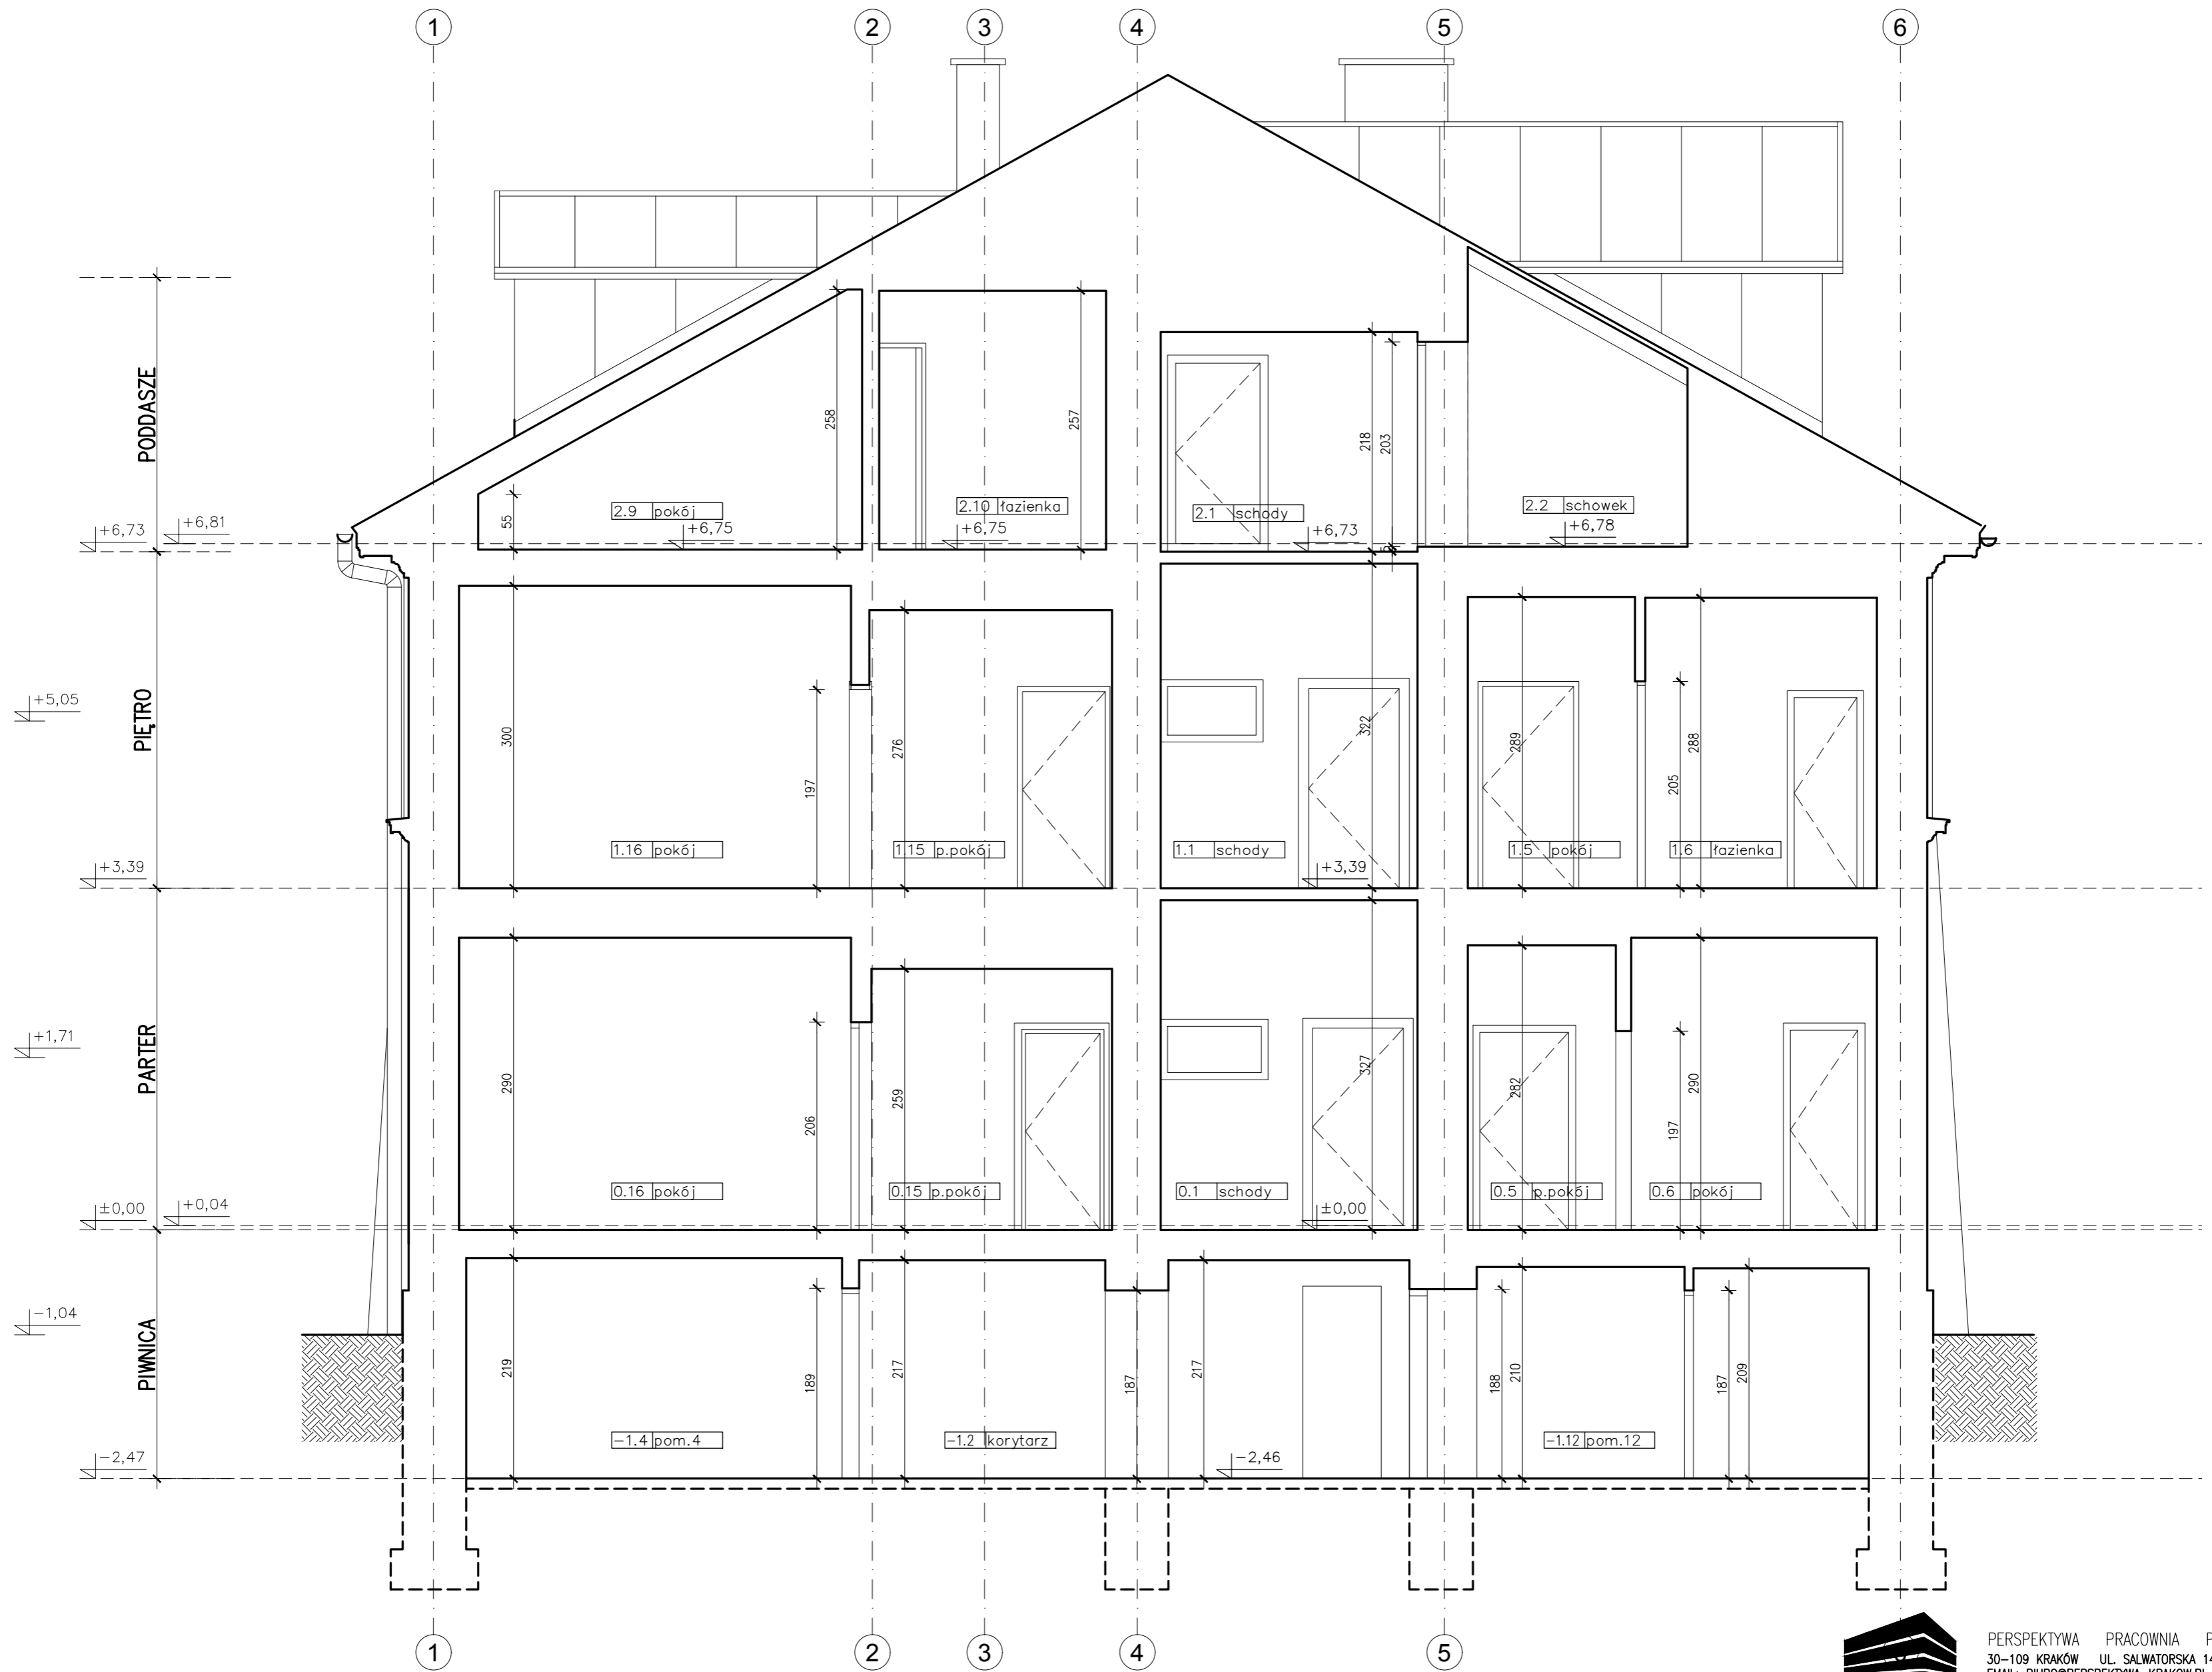 1 2 3 4 5 6
PODDASZE
258
257
218
203
55
2.9 pokój
2.10 łazienka
2.1 schody
2.2 schowek
+6,73
+6,81
+6,75
+6,75
+6,73
+6,78
5
PIĘTRO
+5,05
300
197
276
322
289
205
288
1.16 pokój
1.15 p.pokój
1.1 schody
1.5 pokój
1.6 łazienka
+3,39
+3,39
PARTER
+1,71
290
206
259
327
282
197
290
0.16 pokój
0.15 p.pokój
0.1 schody
0.5 p.pokój
0.6 pokój
±0,00
+0,04
±0,00
PIWNICA
−1,04
219
189
217
187
217
188
210
187
209
−1.4 pom.4
−1.2 korytarz
−1.12 pom.12
−2,47
−2,46
1 2 3 4 5
PERSPEKTYWA PRACOWNIA P
30−109 KRAKÓW UL. SALWATORSKA 14
EMAIL: BIURO@PERSPEKTYWA.KRAKOW.PL